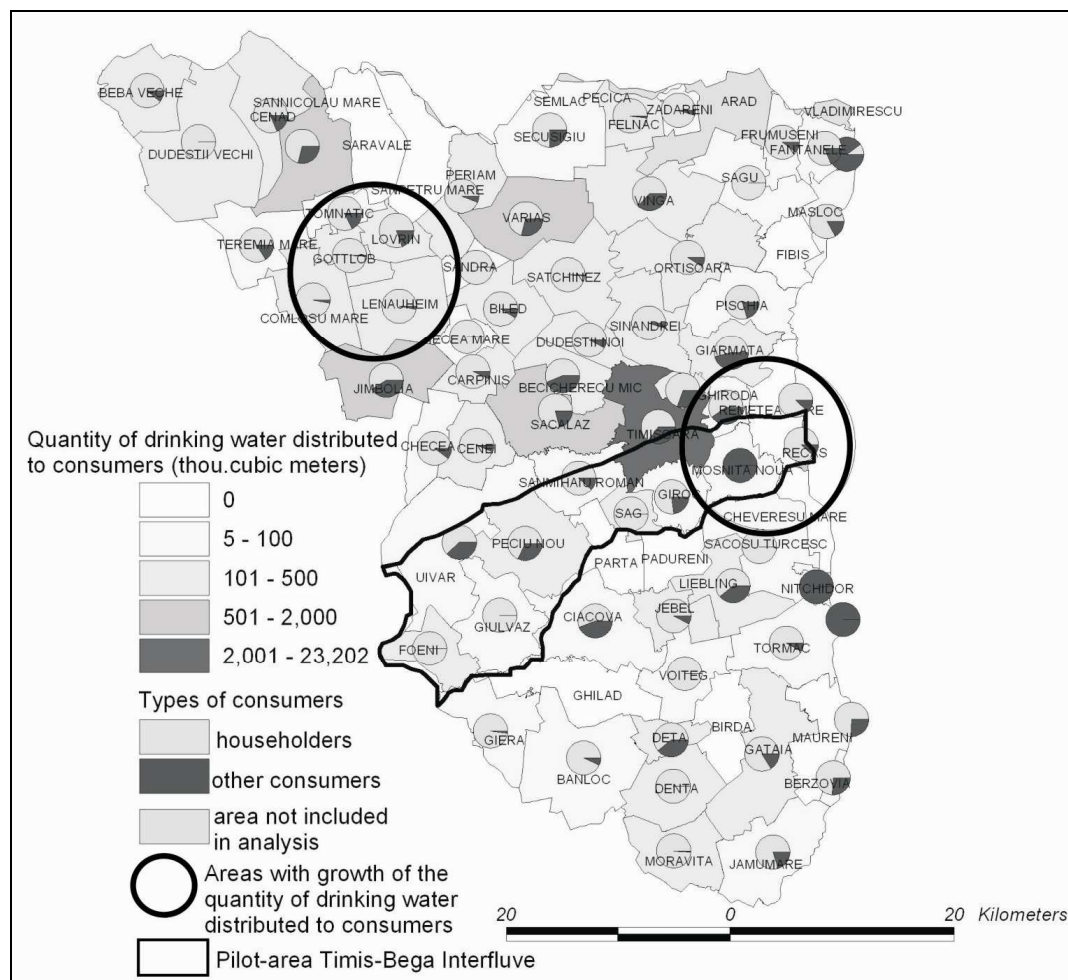 BEBA VECHE
SANNICOLAU MARE
CENAD
DUDESTII VECHI
SARAVALE
SEMLAC
PECICA
ZADARENI
ARAD
VLADIMIRESCU
SECUSIGIU
FELNAC
FRUMUSENI
FANTANELE
PERIAM
SAGU
SANPETRU MARE
VINGA
TOMNATIC
VARIAS
MASLOC
TEREMIA MARE
LOVRIN
GOTTLOB
SANDRA
SATCHINEZ
ORTISOARA
FIBIS
COMLOSU MARE
LENAUHEIM
BILED
PISCHIA
SINANDREI
ECEA MARE
DUDESTII NOI
GIARMATA
JIMBOLIA
CARPINIS
BECICHERECU MIC
GHIRODA
REMETEA
RE
SACALAZ
TIMISOARA
CHECEA
CENEI
RECAS
MOSNITA NOUA
SANMIHAIU ROMAN
GIROC
SAG
CHEVERESU MARE
PECIU NOU
SACOSU TURCESC
PARTA
PADURENI
UIVAR
LIEBLING
NITCHIDOR
GIULVAZ
CIACOVA
JEBEL
FOENI
TORMAC
VOITEG
GHILAD
GIERA
DETA
BIRDA
MAURENI
GATAIA
BANLOC
DENTA
BERZOVIA
MORAVITA
JAMUMARE
Quantity of drinking water distributed
to consumers (thou.cubic meters)
0
5 - 100
101 - 500
501 - 2,000
2,001 - 23,202
Types of consumers
householders
other consumers
area not included
in analysis
Areas with growth of the
quantity of drinking water
distributed to consumers
Pilot-area Timis-Bega Interfluve
20 0 20 Kilometers